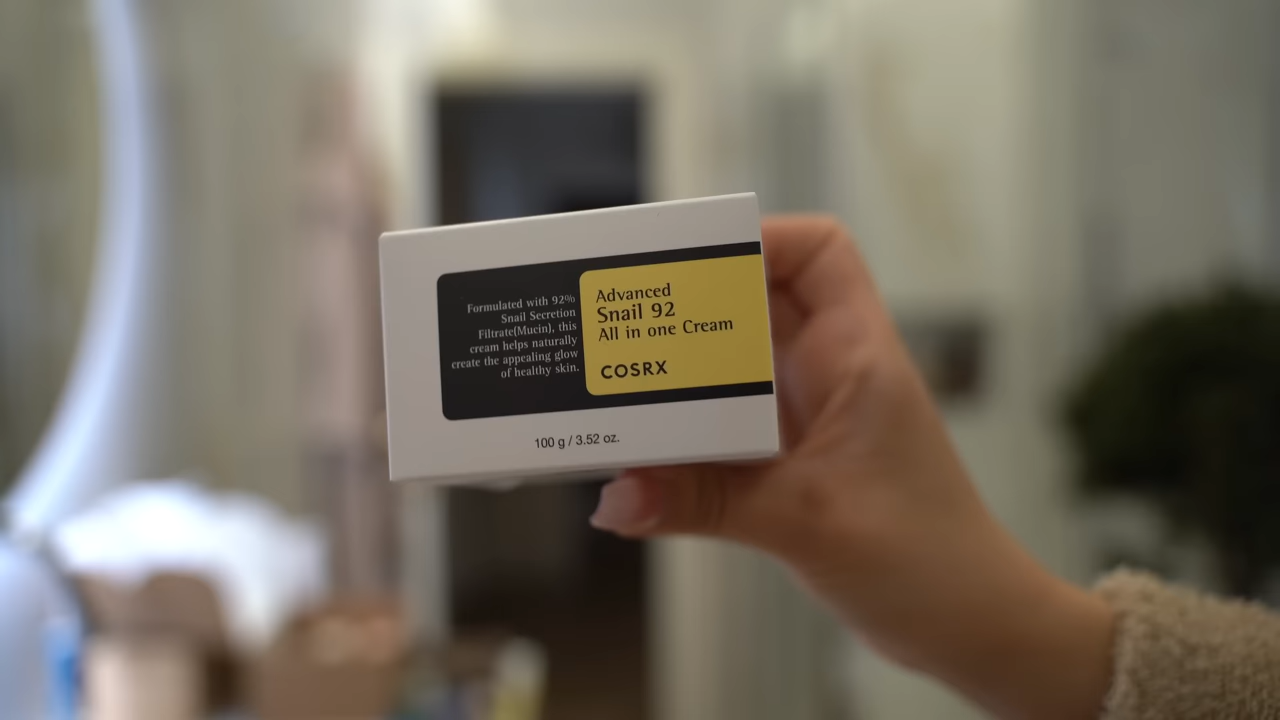 Formulated with 92%
Snail Secretion
Filtrate(Mucin), this
cream helps naturally
create the appealing glow
of healthy skin.
Advanced
Snail 92
All in one Cream
COSRX
100 g / 3.52 oz.